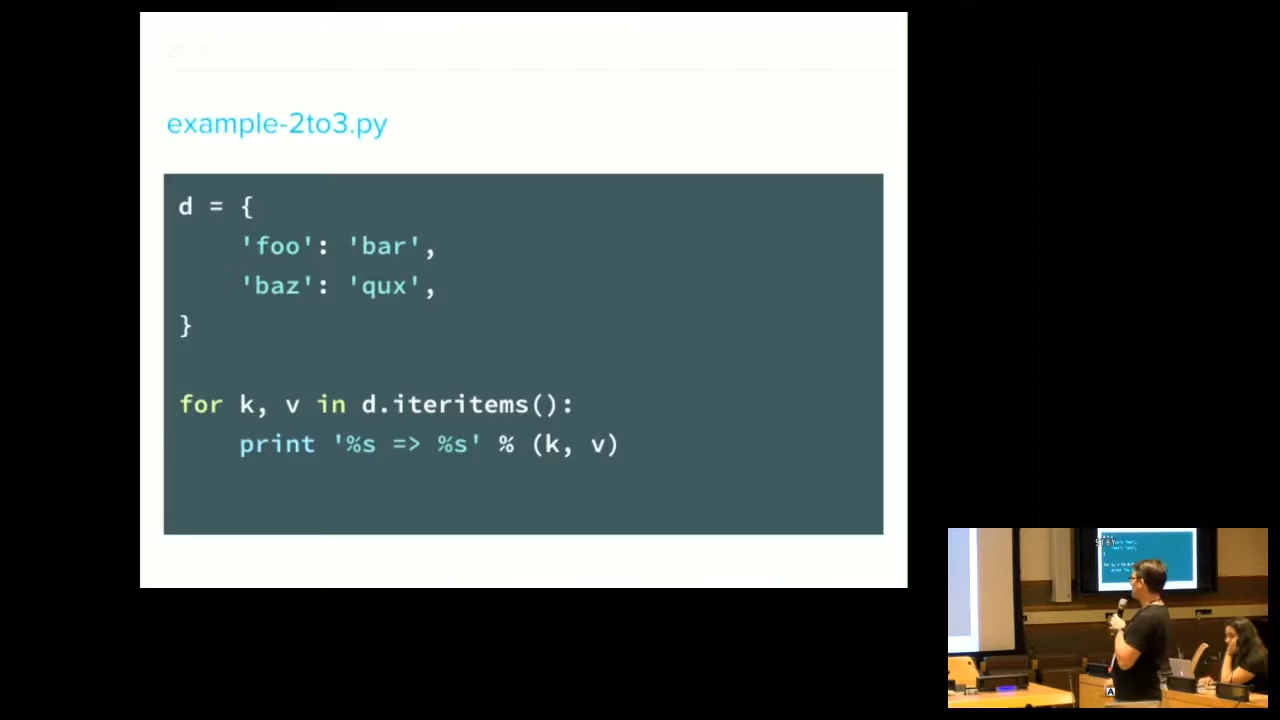 example-2to3.py
d = {
    'foo': 'bar',
    'baz': 'qux',
}
for k, v in d.iteritems():
    print '%s => %s' % (k, v)
A